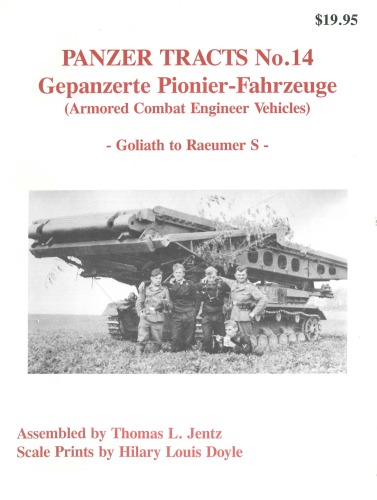 $19.95
PANZER TRACTS No.14
Gepanzerte Pionier-Fahrzeuge
(Armored Combat Engineer Vehicles)
- Goliath to Raeumer S -
Assembled by Thomas L. Jentz
Scale Prints by Hilary Louis Doyle